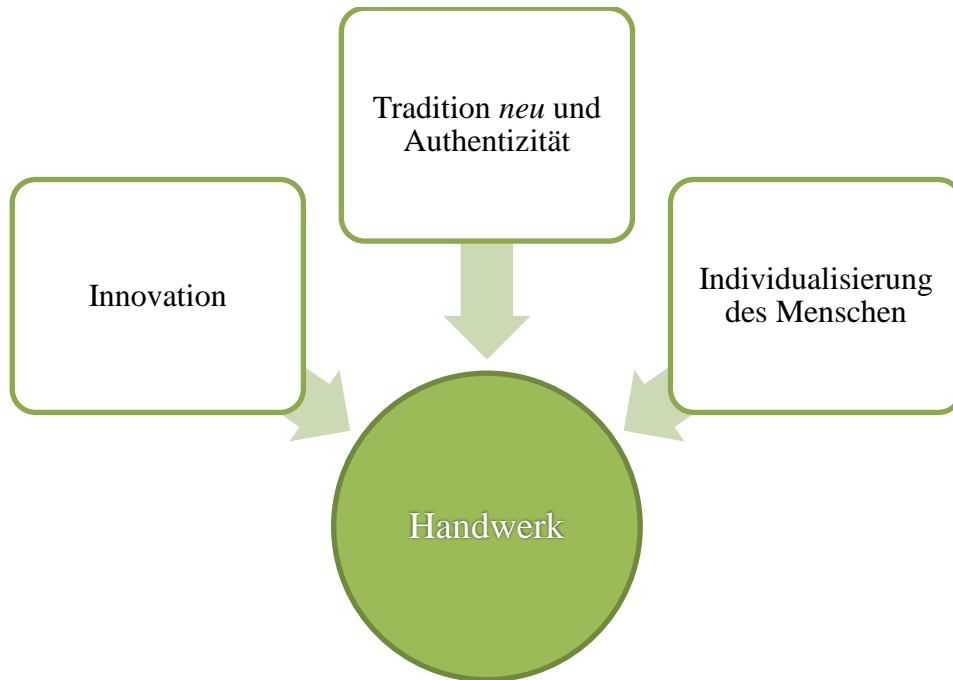 Tradition neu und
Authentizität
Innovation
Individualisierung
des Menschen
Handwerk